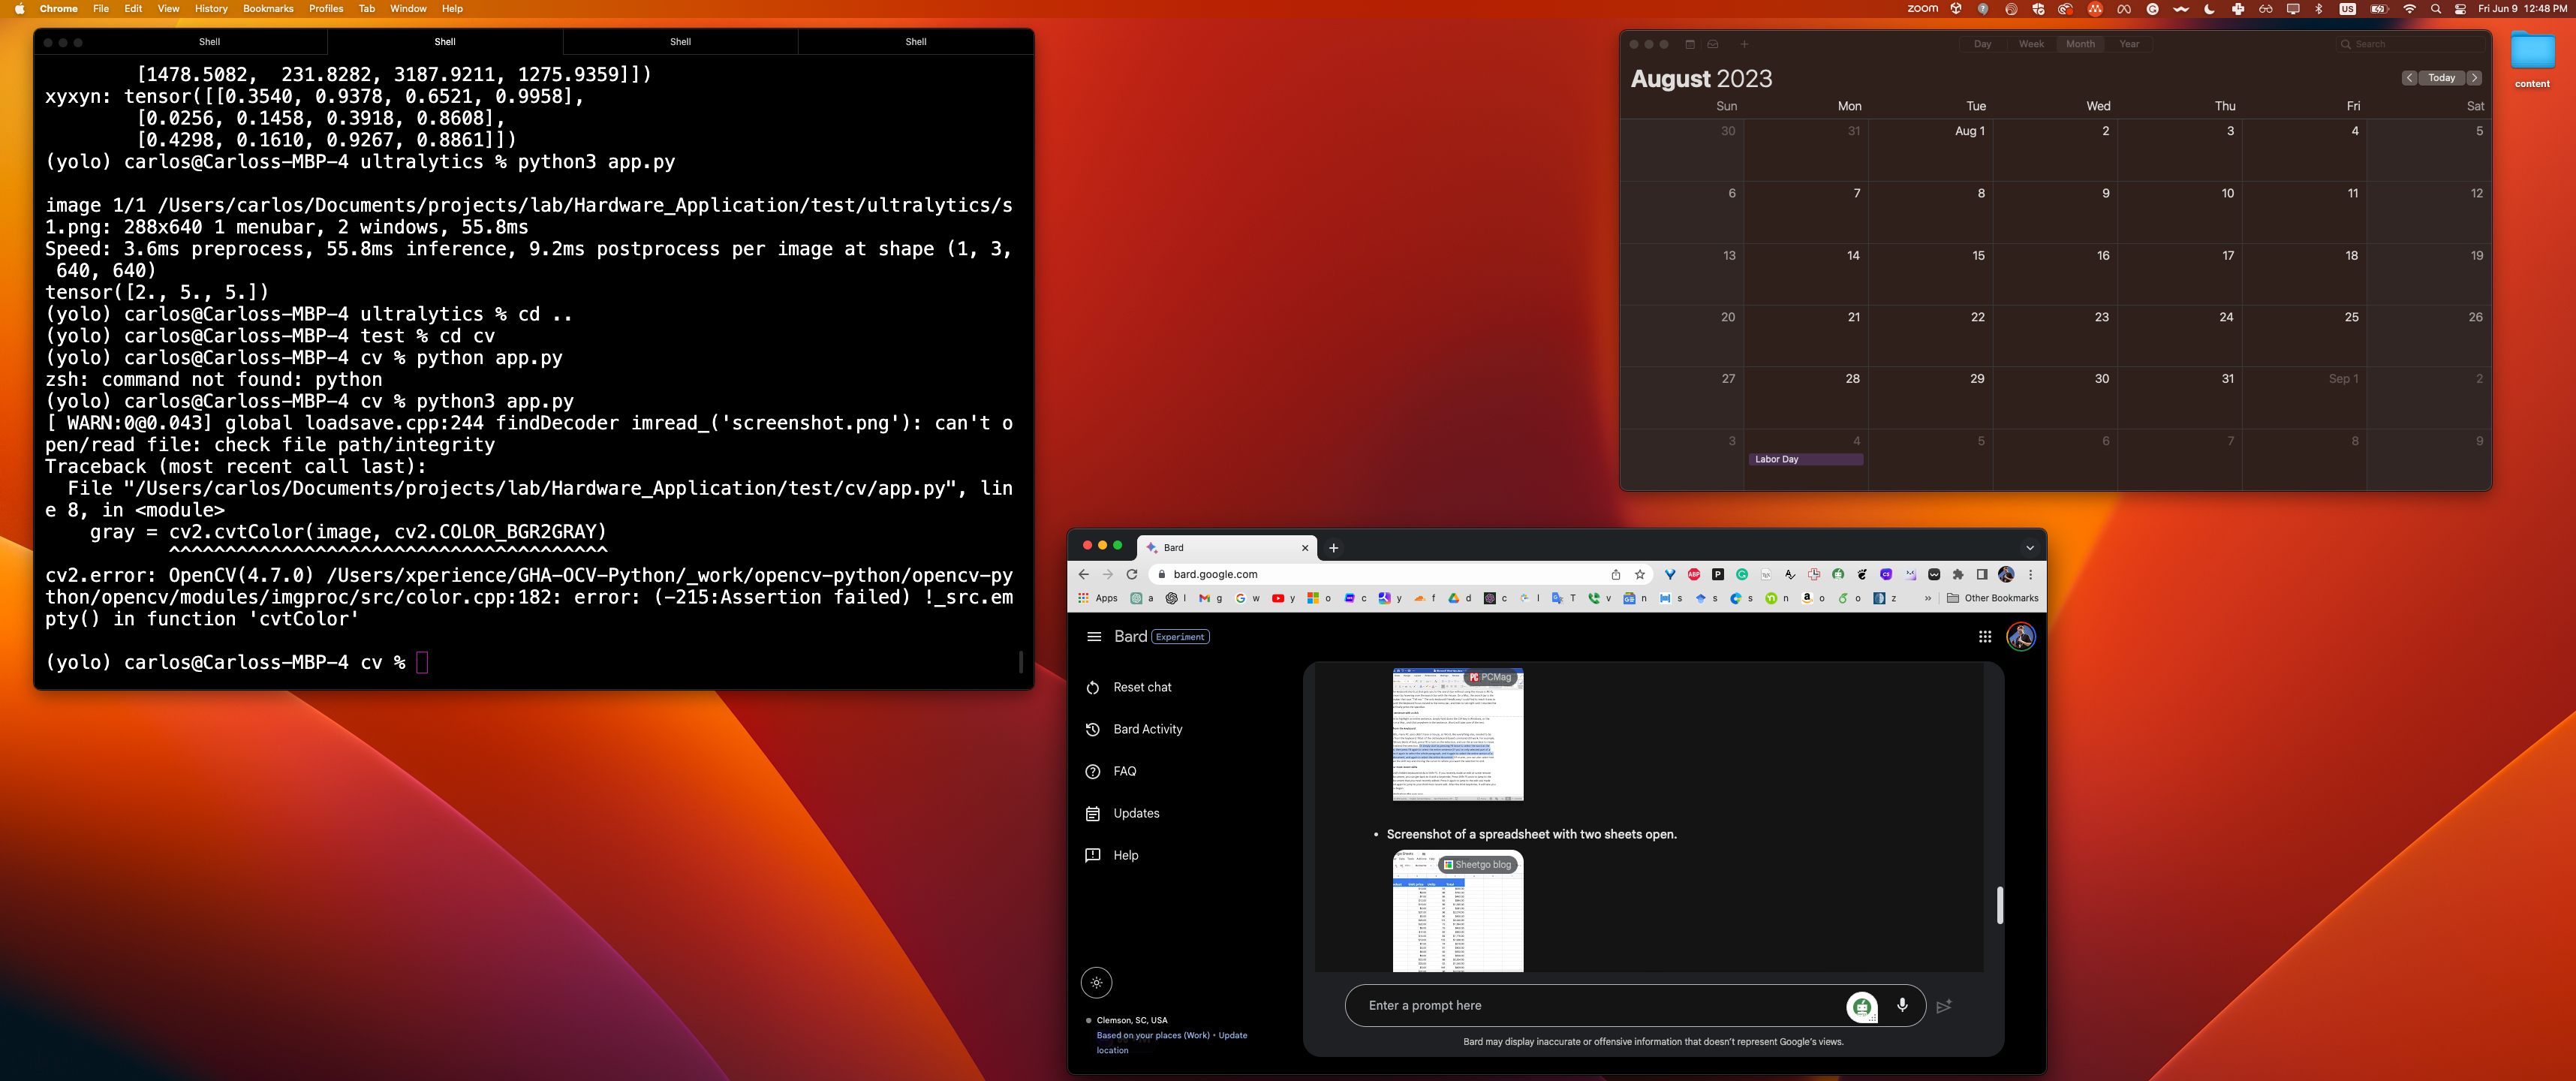 Chrome File Edit View History Bookmarks Profiles Tab Window Help
zoom US Fri Jun 9 12:48 PM
Shell Shell Shell Shell
[1478.5082, 231.8282, 3187.9211, 1275.9359]])
xyxyn: tensor([[0.3540, 0.9378, 0.6521, 0.9958],
[0.0256, 0.1458, 0.3918, 0.8608],
[0.4298, 0.1610, 0.9267, 0.8861]])
(yolo) carlos@Carloss-MBP-4 ultralytics % python3 app.py
image 1/1 /Users/carlos/Documents/projects/lab/Hardware_Application/test/ultralytics/s
1.png: 288x640 1 menubar, 2 windows, 55.8ms
Speed: 3.6ms preprocess, 55.8ms inference, 9.2ms postprocess per image at shape (1, 3,
640, 640)
tensor([2., 5., 5.])
(yolo) carlos@Carloss-MBP-4 ultralytics % cd ..
(yolo) carlos@Carloss-MBP-4 test % cd cv
(yolo) carlos@Carloss-MBP-4 cv % python app.py
zsh: command not found: python
(yolo) carlos@Carloss-MBP-4 cv % python3 app.py
[ WARN:0@0.043] global loadsave.cpp:244 findDecoder imread_('screenshot.png'): can't o
pen/read file: check file path/integrity
Traceback (most recent call last):
File "/Users/carlos/Documents/projects/lab/Hardware_Application/test/cv/app.py", lin
e 8, in <module>
gray = cv2.cvtColor(image, cv2.COLOR_BGR2GRAY)
^^^^^^^^^^^^^^^^^^^^^^^^^^^^^^^^^^^^^^^
cv2.error: OpenCV(4.7.0) /Users/xperience/GHA-OCV-Python/_work/opencv-python/opencv-py
thon/opencv/modules/imgproc/src/color.cpp:182: error: (-215:Assertion failed) !_src.em
pty() in function 'cvtColor'
(yolo) carlos@Carloss-MBP-4 cv %
Day Week Month Year Search
August 2023
Today
Sun Mon Tue Wed Thu Fri Sat
30 31 Aug 1 2 3 4 5
6 7 8 9 10 11 12
13 14 15 16 17 18 19
20 21 22 23 24 25 26
27 28 29 30 31 Sep 1 2
3 4 5 6 7 8 9
Labor Day
content
Bard
bard.google.com
Apps a l g w y o c y f d c l T v n s s s n o o z » Other Bookmarks
Bard Experiment
Reset chat
Bard Activity
FAQ
Updates
Help
PCMag
• Screenshot of a spreadsheet with two sheets open.
Sheetgo blog
Enter a prompt here
Clemson, SC, USA
Based on your places (Work) • Update
location
Bard may display inaccurate or offensive information that doesn't represent Google's views.